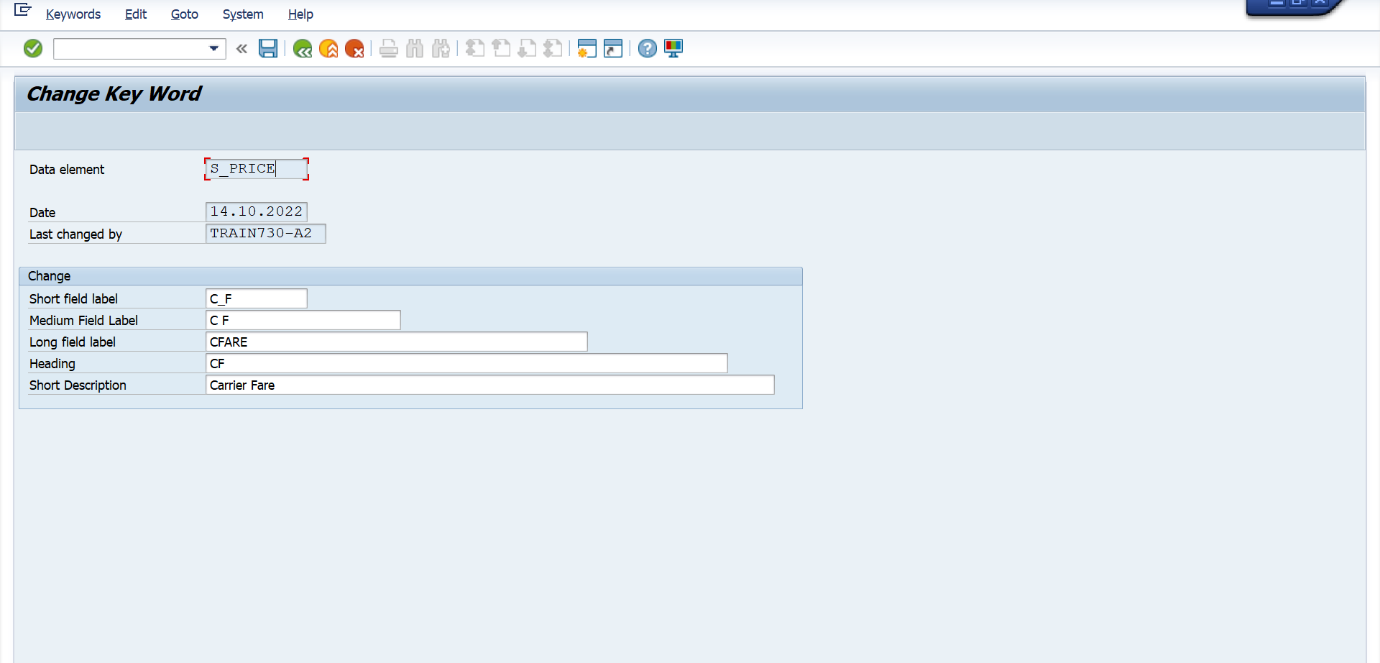 Keywords Edit Goto System Help
Change Key Word
Data element S_PRICE
Date 14.10.2022
Last changed by TRAIN730-A2
Change
Short field label C_F
Medium Field Label C F
Long field label CFARE
Heading CF
Short Description Carrier Fare